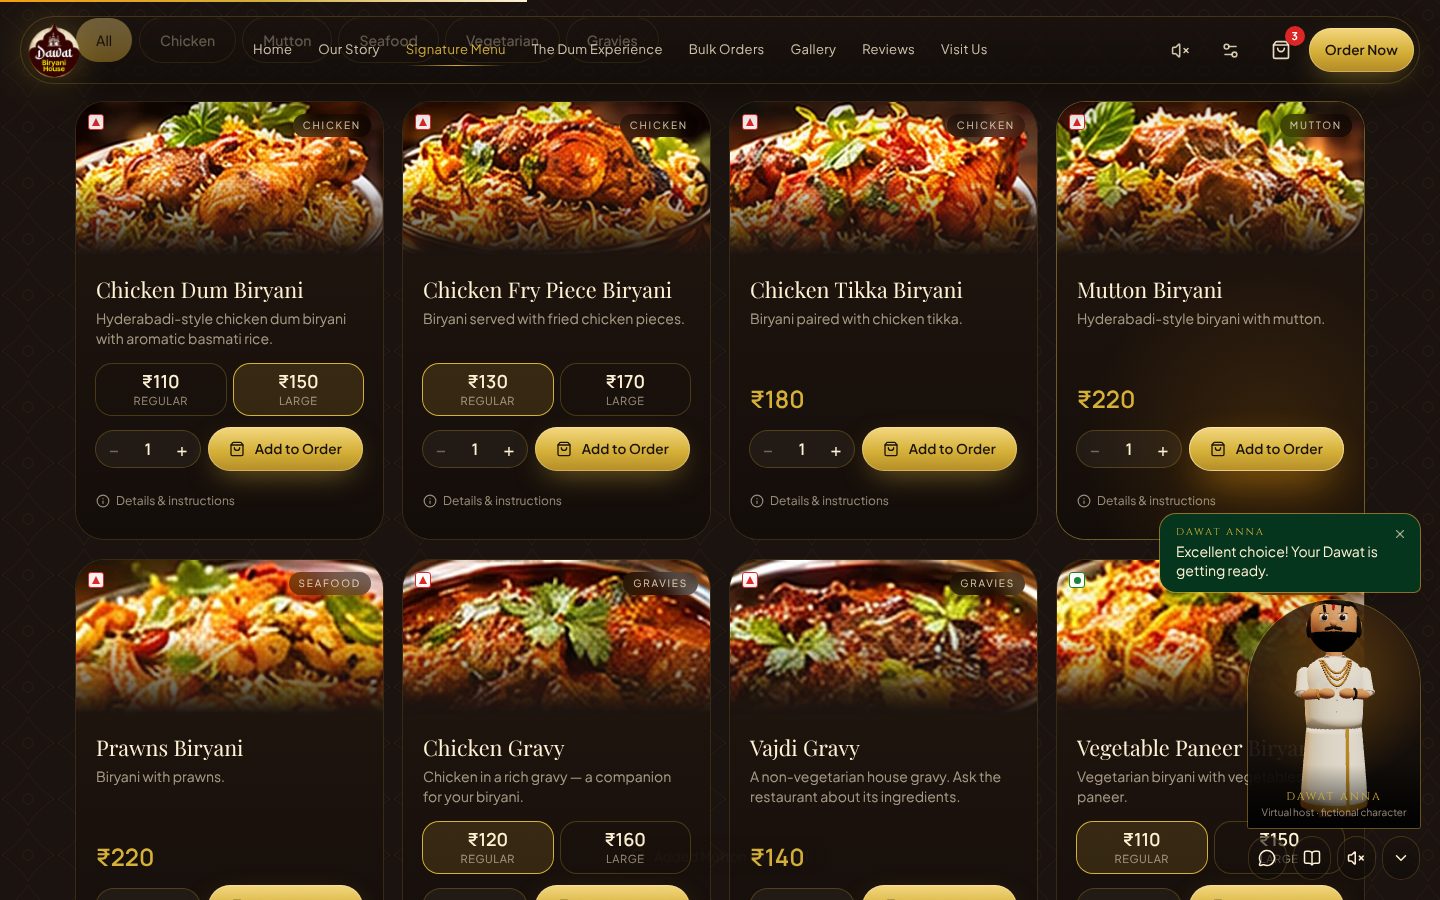 Dawat
Biryani
House
All
Chicken
Mutton
Seafood
Vegetarian
Gravies
Home
Our Story
Signature Menu
The Dum Experience
Bulk Orders
Gallery
Reviews
Visit Us
3
Order Now
CHICKEN
CHICKEN
CHICKEN
MUTTON
Chicken Dum Biryani
Hyderabadi-style chicken dum biryani
with aromatic basmati rice.
₹110
REGULAR
₹150
LARGE
− 1 +
Add to Order
Details & instructions
Chicken Fry Piece Biryani
Biryani served with fried chicken pieces.
₹130
REGULAR
₹170
LARGE
− 1 +
Add to Order
Details & instructions
Chicken Tikka Biryani
Biryani paired with chicken tikka.
₹180
− 1 +
Add to Order
Details & instructions
Mutton Biryani
Hyderabadi-style biryani with mutton.
₹220
− 1 +
Add to Order
Details & instructions
DAWAT ANNA
Excellent choice! Your Dawat is
getting ready.
SEAFOOD
GRAVIES
GRAVIES
Prawns Biryani
Biryani with prawns.
₹220
Chicken Gravy
Chicken in a rich gravy — a companion
for your biryani.
₹120
REGULAR
₹160
LARGE
Vajdi Gravy
A non-vegetarian house gravy. Ask the
restaurant about its ingredients.
₹140
Vegetable Paneer Biryani
Vegetarian biryani with vegetables
paneer.
₹110
REGULAR
₹150
LARGE
DAWAT ANNA
Virtual host · fictional character